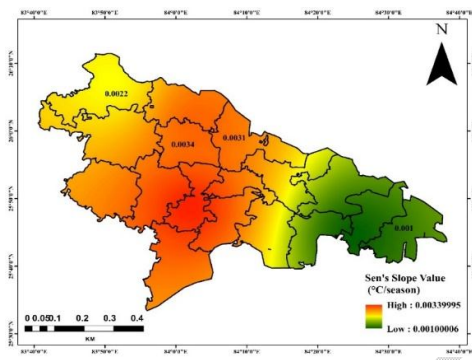 83°40'0"E 83°50'0"E 84°0'0"E 84°10'0"E 84°20'0"E 84°30'0"E 84°40'0"E
N
0.0022
0.0031
0.0034
0.001
Sen's Slope Value
(°C/season)
High : 0.00339995
Low : 0.00100006
0 0.05 0.1 0.2 0.3 0.4
KM